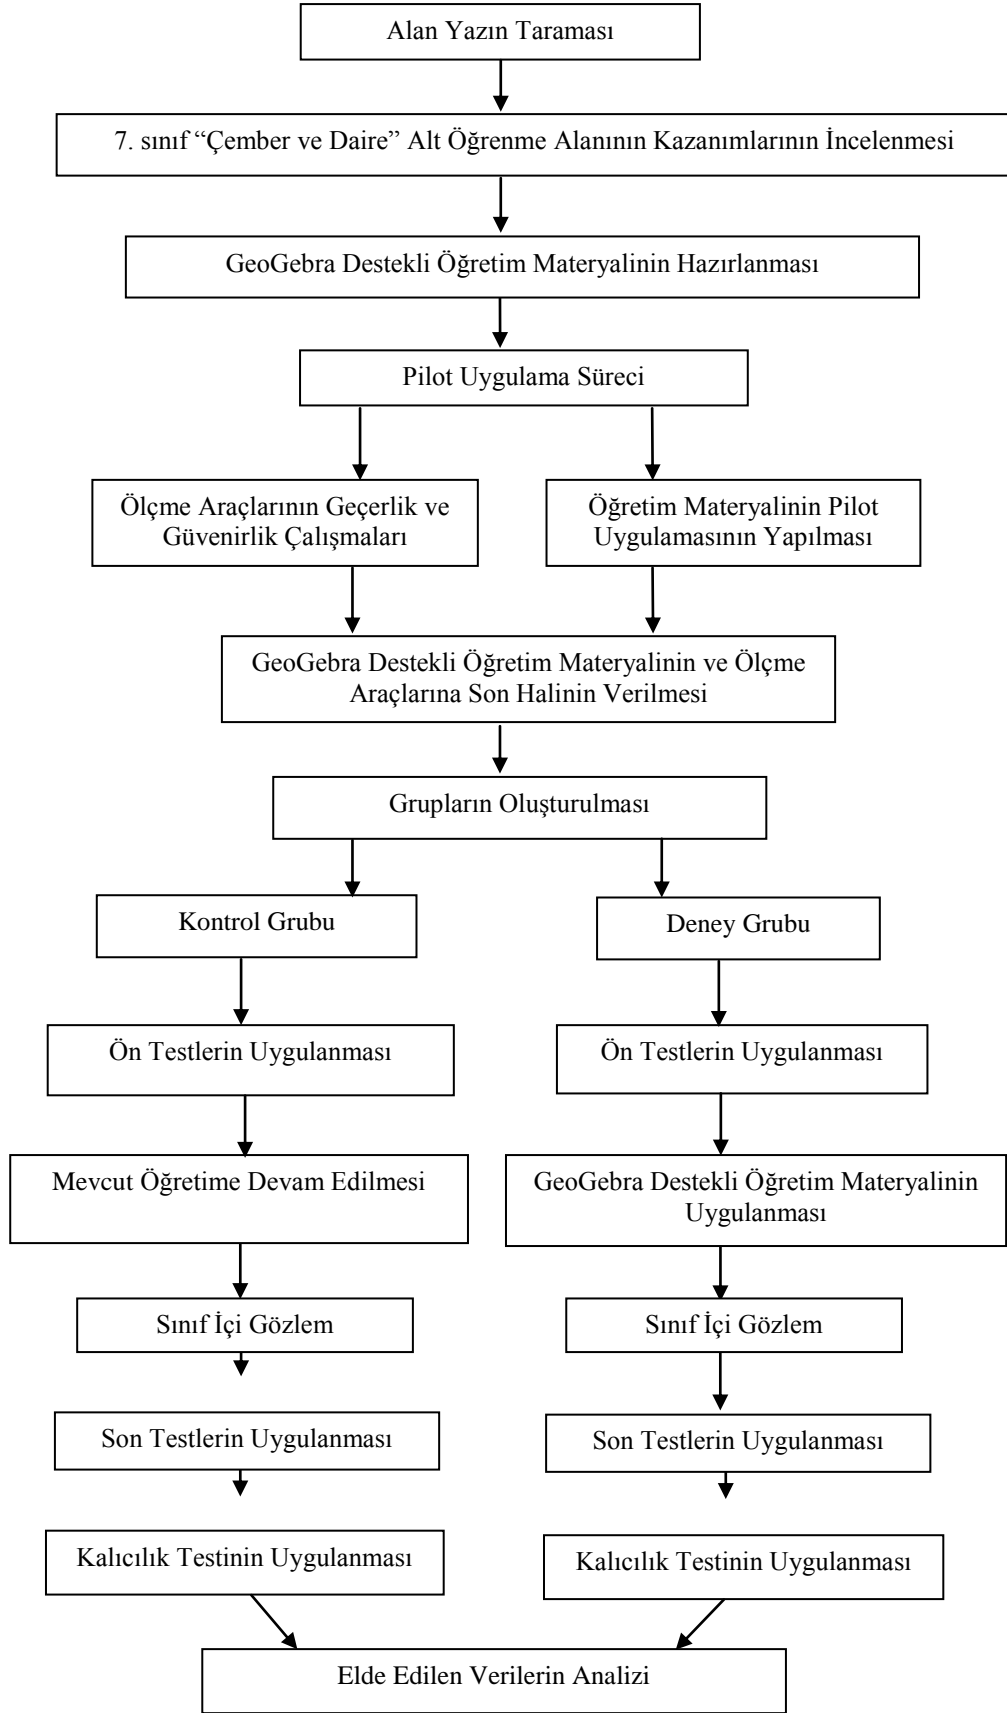 Alan Yazın Taraması
7. sınıf “Çember ve Daire” Alt Öğrenme Alanının Kazanımlarının İncelenmesi
GeoGebra Destekli Öğretim Materyalinin Hazırlanması
Pilot Uygulama Süreci
Ölçme Araçlarının Geçerlik ve
Güvenirlik Çalışmaları
Öğretim Materyalinin Pilot
Uygulamasının Yapılması
GeoGebra Destekli Öğretim Materyalinin ve Ölçme
Araçlarına Son Halinin Verilmesi
Grupların Oluşturulması
Kontrol Grubu
Deney Grubu
Ön Testlerin Uygulanması
Ön Testlerin Uygulanması
Mevcut Öğretime Devam Edilmesi
GeoGebra Destekli Öğretim Materyalinin
Uygulanması
Sınıf İçi Gözlem
Sınıf İçi Gözlem
Son Testlerin Uygulanması
Son Testlerin Uygulanması
Kalıcılık Testinin Uygulanması
Kalıcılık Testinin Uygulanması
Elde Edilen Verilerin Analizi